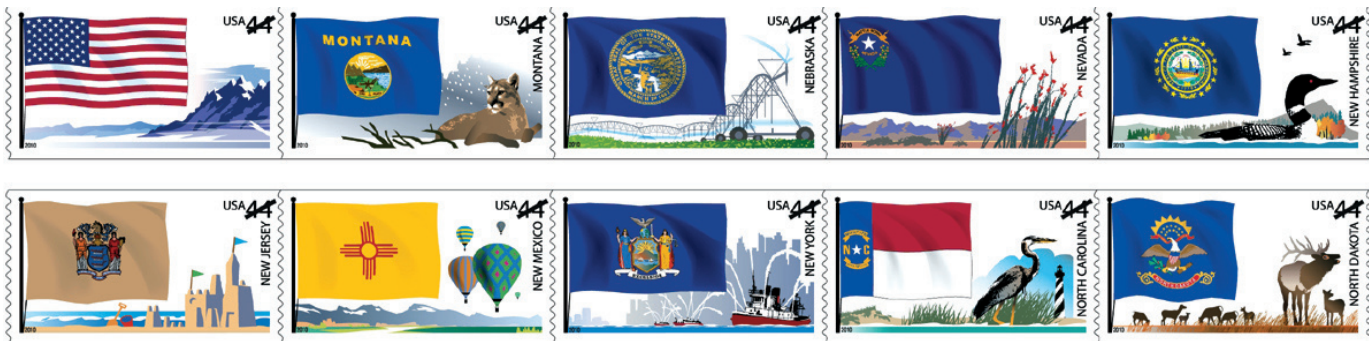 USA 44
2010
MONTANA
USA 44
MONTANA
2010
USA 44
NEBRASKA
2010
USA 44
NEVADA
2010
USA 44
NEW HAMPSHIRE
2010
USA 44
NEW JERSEY
2010
USA 44
NEW MEXICO
2010
USA 44
NEW YORK
2010
N C
USA 44
NORTH CAROLINA
2010
USA 44
NORTH DAKOTA
2010